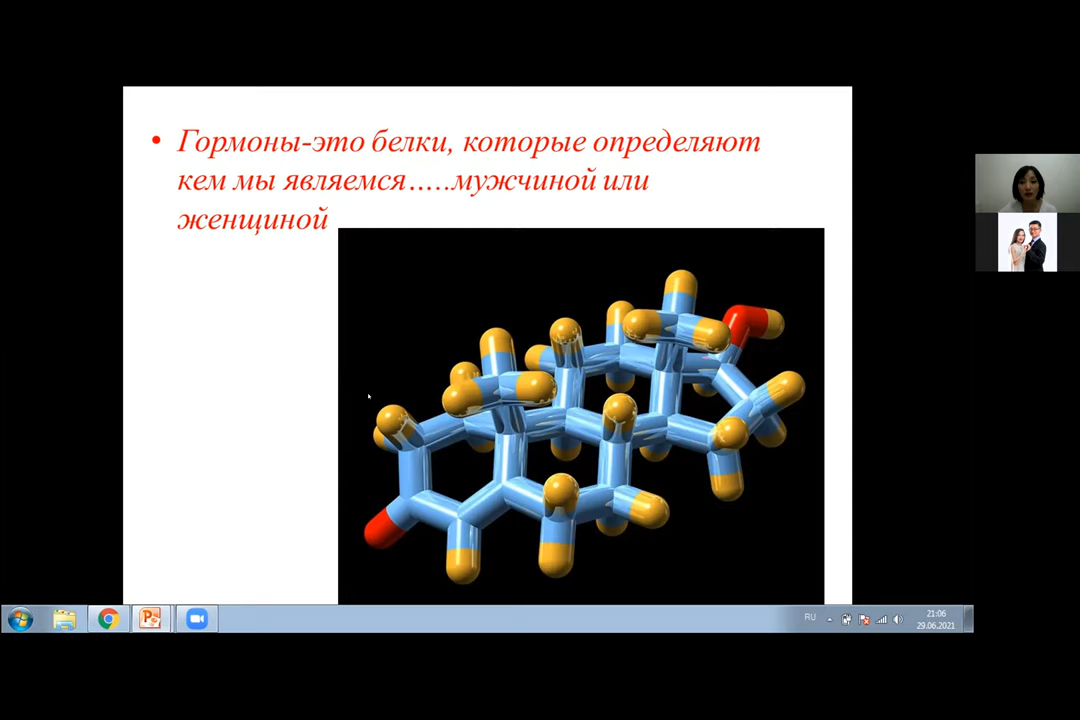 • Гормоны-это белки, которые определяют
кем мы являемся.....мужчиной или
женщиной
RU
21:06
29.06.2021